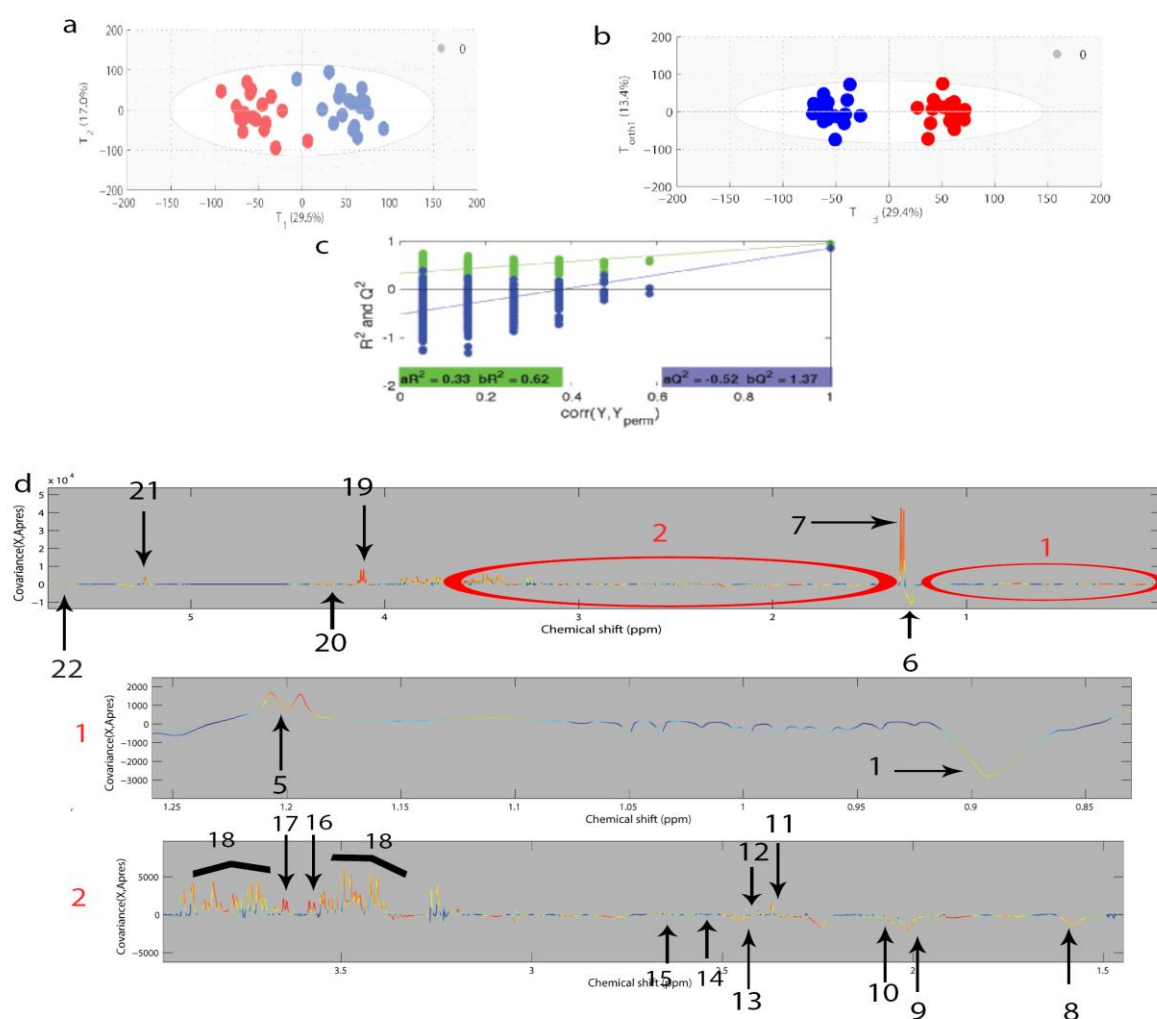 a
200
100
0
−100
−200
−200 −150 −100 −50 0 50 100 150 200
T2 (17.0%)
T1 (29.5%)
0
b
200
100
0
−100
−200
−200 −150 −100 −50 0 50 100 150 200
Torth1 (13.4%)
(29.4%)
0
c
1
0
-1
-2
0 0.2 0.4 0.6 0.8 1
R2 and Q2
aR2 = 0.33 bR2 = 0.62
aQ2 = -0.52 bQ2 = 1.37
corr(Y,Yperm)
d
x 10 4
5
4
3
2
1
0
−1
Covariance(X,Apres)
21 19 2 7 1
5 4 3 2 1
Chemical shift (ppm)
22 20 6
1
2000
1000
0
−1000
−2000
−3000
Covariance(X,Apres)
5 1
1.25 1.2 1.15 1.1 1.05 1 0.95 0.9 0.85
Chemical shift (ppm)
2
5000
0
−5000
Covariance(X,Apres)
18 17 16 18 12 11
15 14 13 10 9 8
3.5 3 2.5 2 1.5
Chemical shift (ppm)